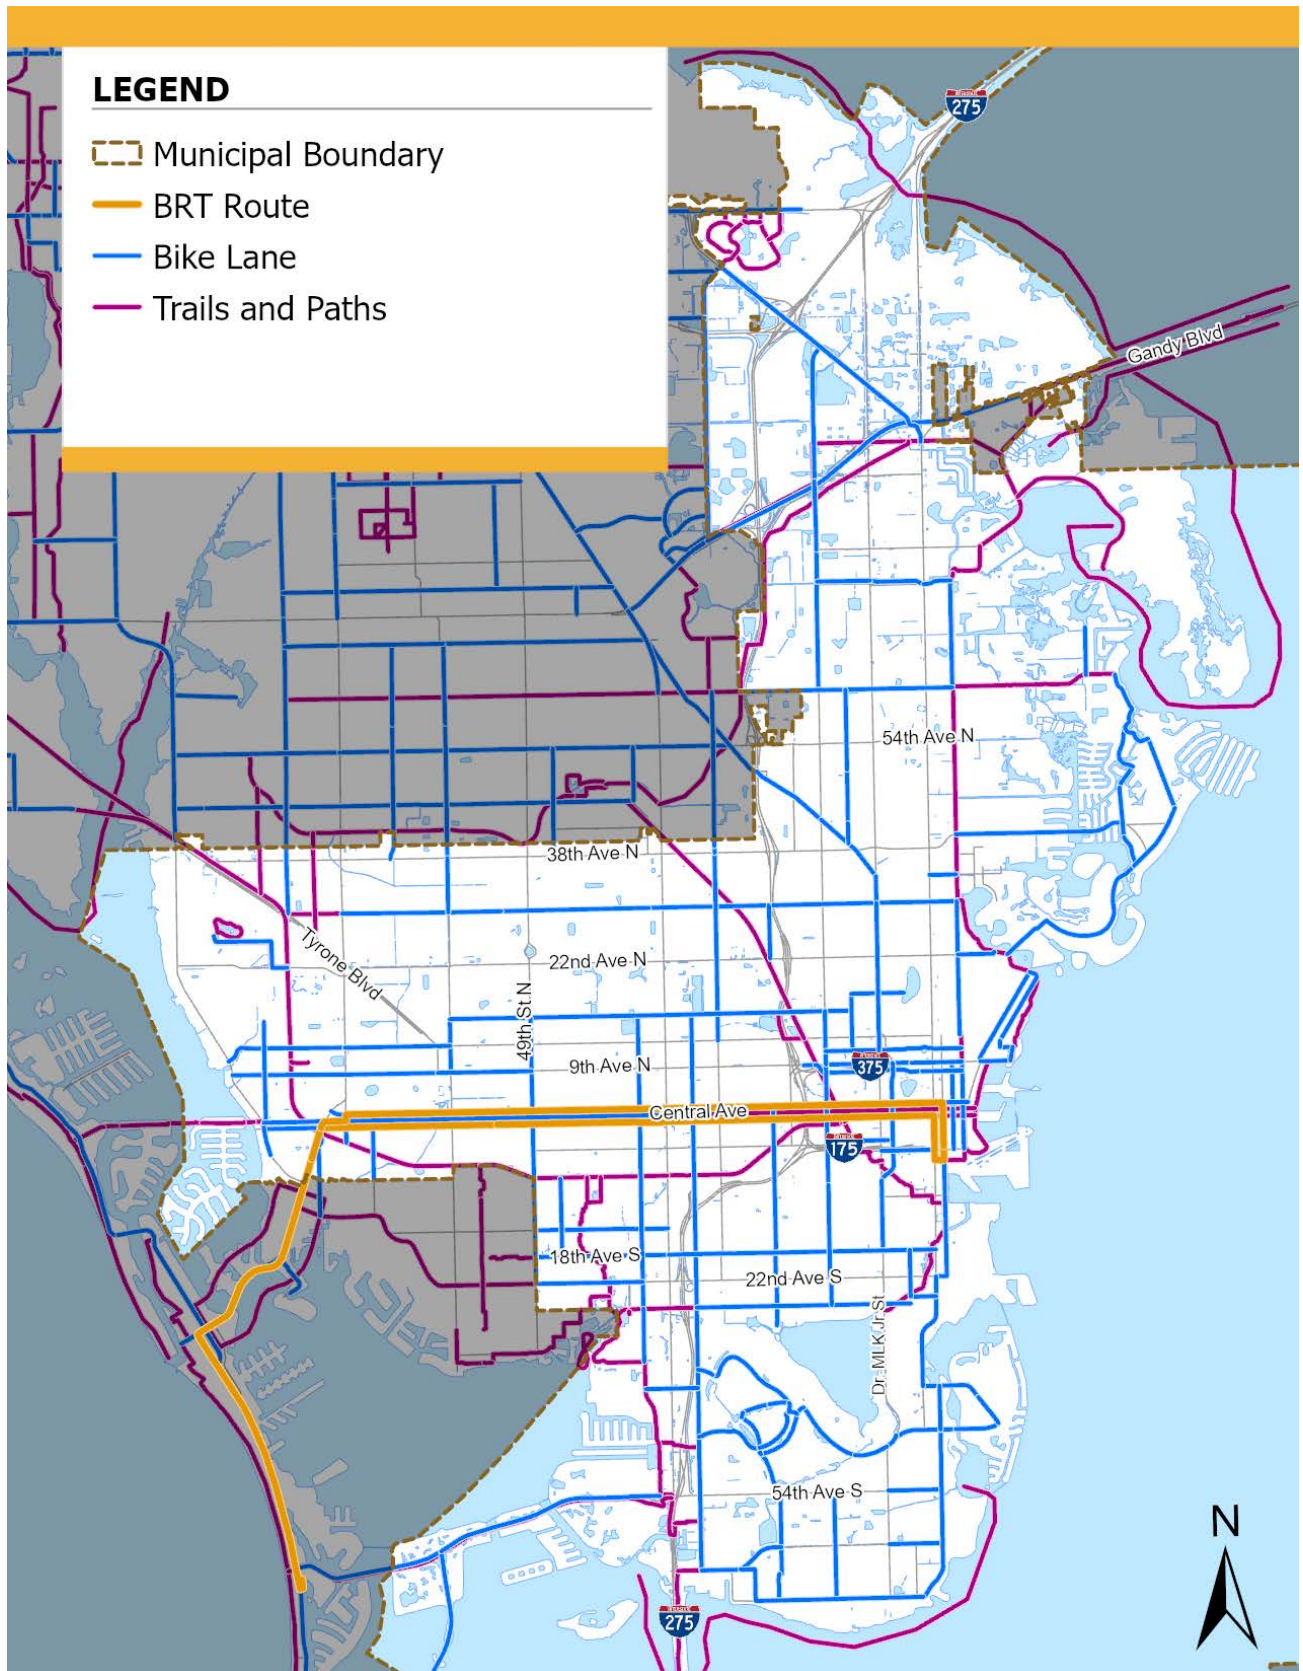 LEGEND
Municipal Boundary
BRT Route
Bike Lane
Trails and Paths
275
Gandy Blvd
54th Ave N
38th Ave N
Tyrone Blvd
22nd Ave N
49th St N
9th Ave N
375
Central Ave
175
18th Ave S
22nd Ave S
Dr. MLK Jr. St
54th Ave S
N
275